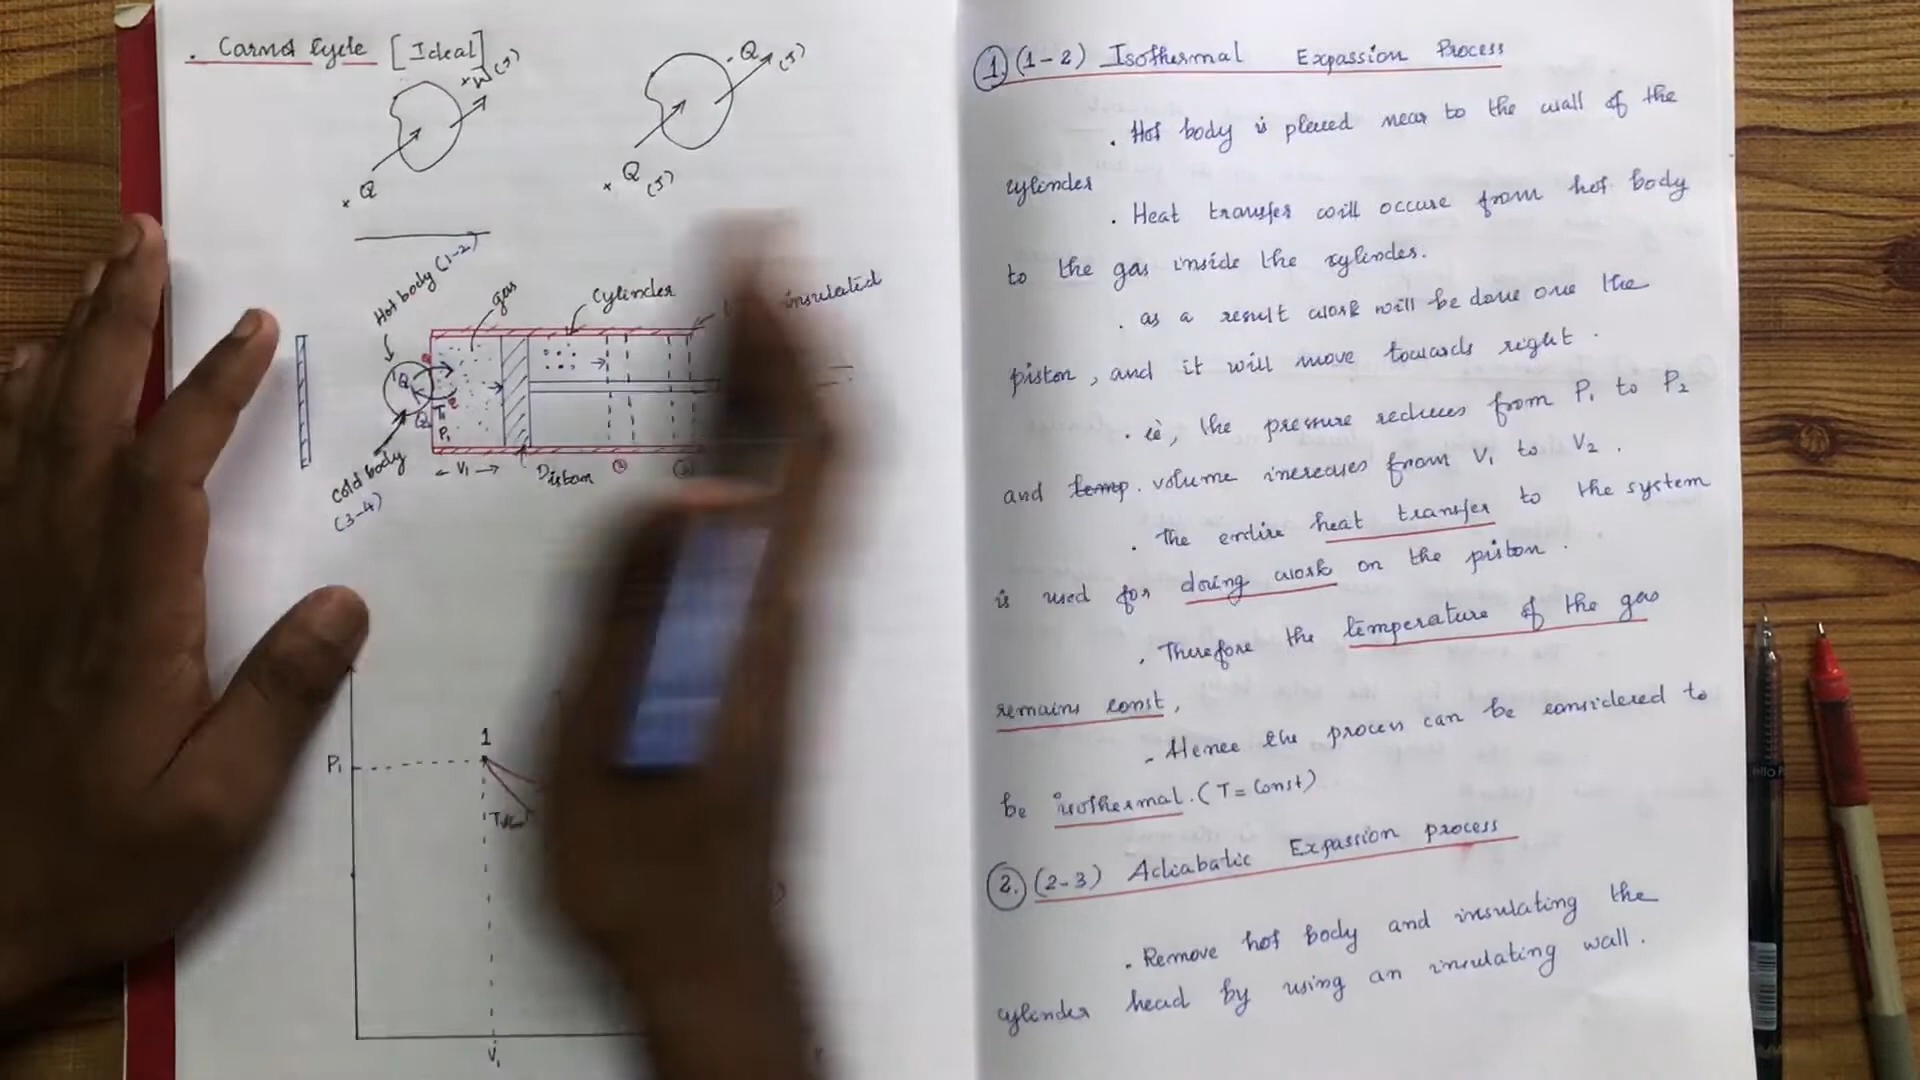 . Carnot Cycle [Ideal]
+ W (J)
+ Q
- Q (J)
+ Q (J)
Hot body (1-2)
gas
Cylinder
insulated
Q
T1
P1
← V1 →
Piston
②
Cold body
(3-4)
1
P1
V1
①. (1-2) Isothermal Expassion Process
. Hot body is placed near to the wall of the
cylinder
. Heat transfer will occure from hot body
to the gas inside the cylinder.
. as a result work will be done one the
piston, and it will move towards right.
. ie, the pressure reduces from P1 to P2
and temp. volume increases from V1 to V2.
. The entire heat transfer to the system
is used for doing work on the piston.
. Therefore the temperature of the gas
remains const,
- Hence the process can be considered to
be isothermal. (T = Const)
②. (2-3) Adiabatic Expassion process
. Remove hot body and insulating the
cylinder head by using an insulating wall.